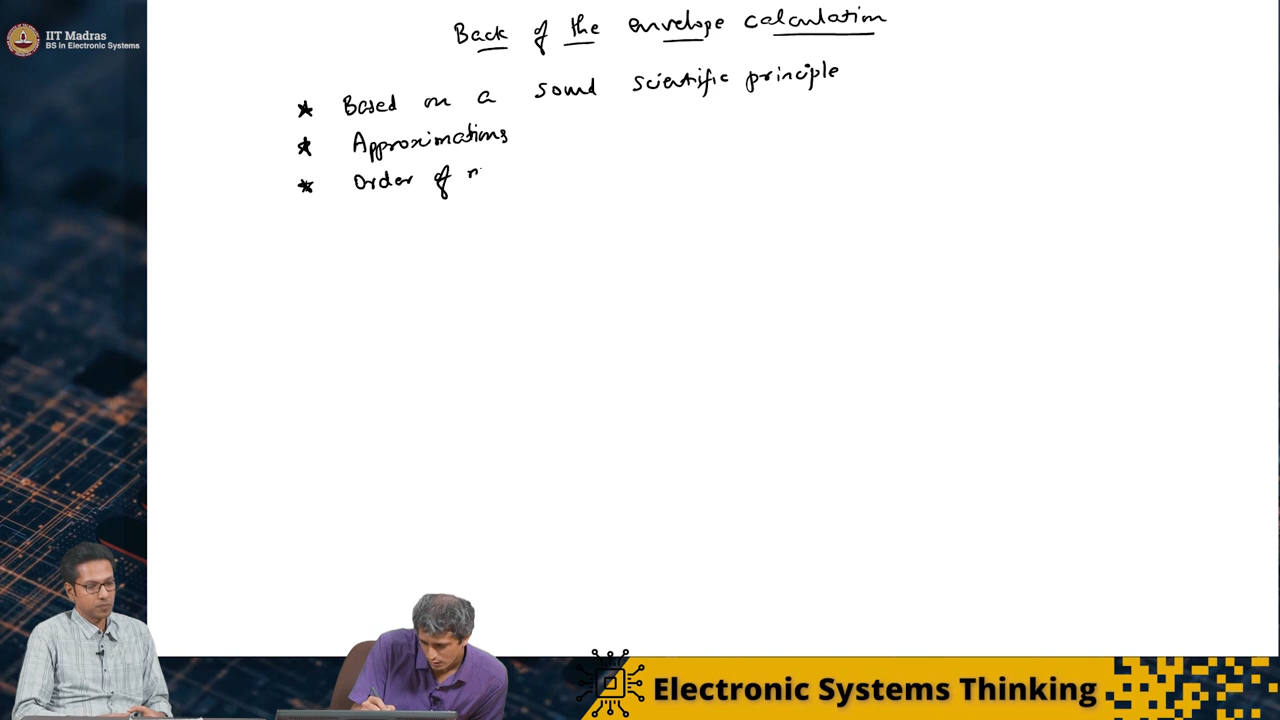 IIT Madras
BS in Electronic Systems
Back of the envelope calculation
★ Based on a sound scientific principle
★ Approximations
★ Order of
Electronic Systems Thinking